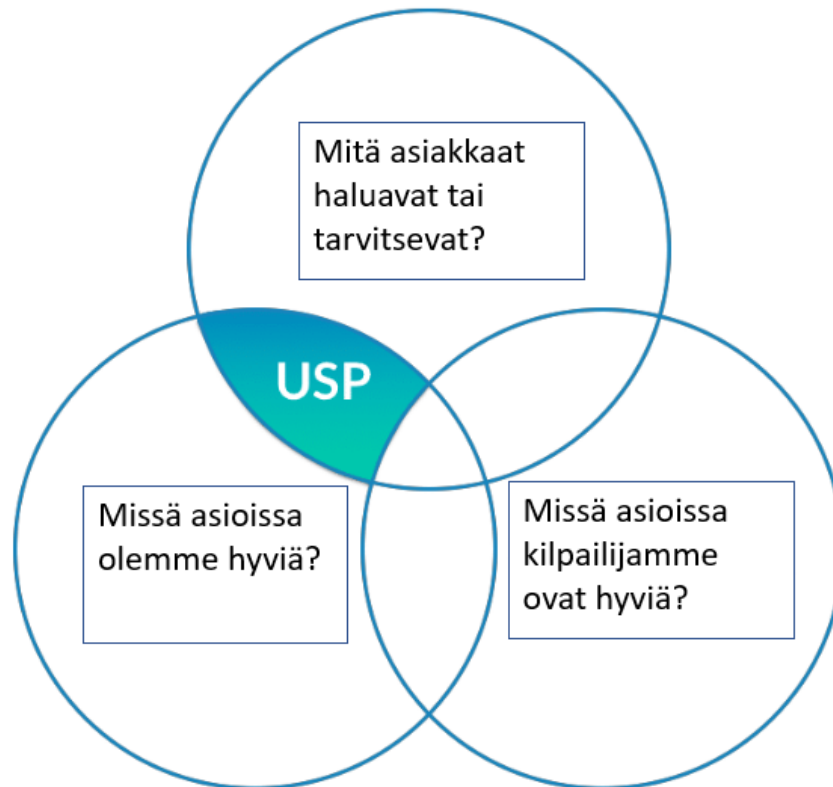 Mitä asiakkaat
haluavat tai
tarvitsevat?
USP
Missä asioissa
olemme hyviä?
Missä asioissa
kilpailijamme
ovat hyviä?